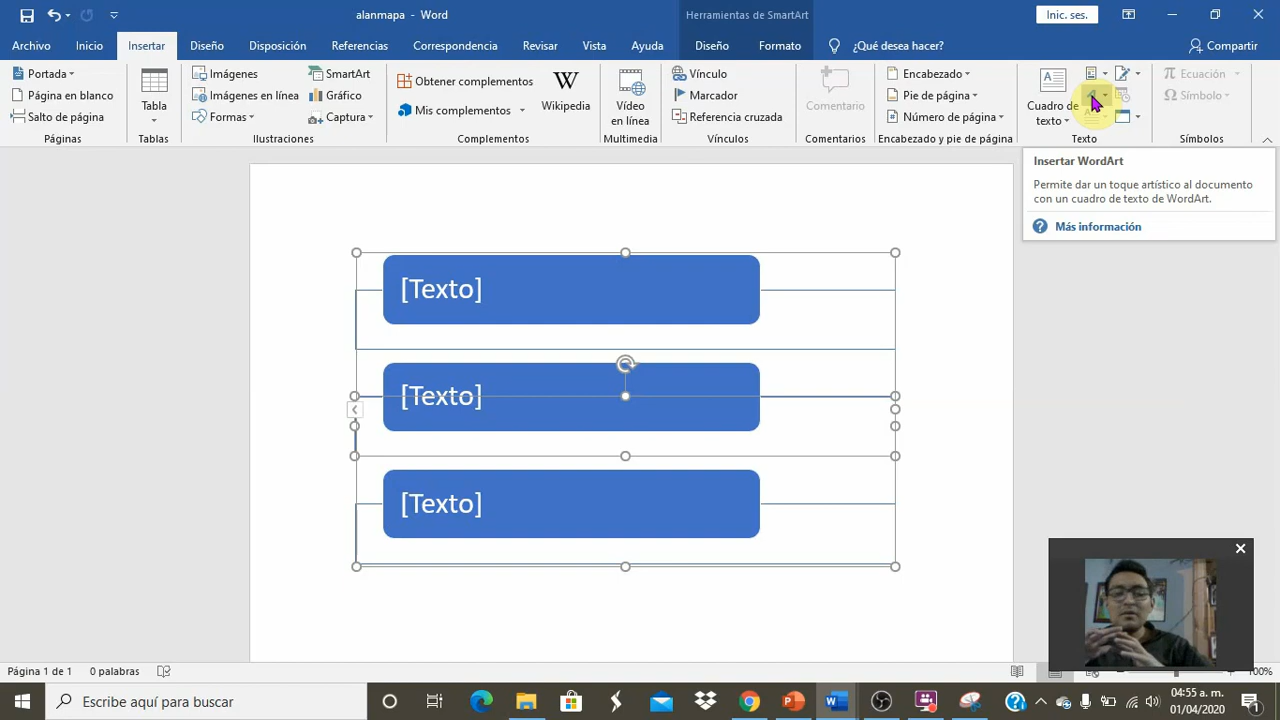 alanmapa - Word
Herramientas de SmartArt
Inic. ses.
Archivo Inicio Insertar Diseño Disposición Referencias Correspondencia Revisar Vista Ayuda Diseño Formato ¿Qué desea hacer? Compartir
Portada
Página en blanco
Salto de página
Páginas
Tabla
Tablas
Imágenes
Imágenes en línea
Formas
SmartArt
Gráfico
Captura
Ilustraciones
Obtener complementos
Mis complementos
W
Wikipedia
Complementos
Vídeo
en línea
Multimedia
Vínculo
Marcador
Referencia cruzada
Vínculos
Comentario
Comentarios
Encabezado
Pie de página
Número de página
Encabezado y pie de página
Cuadro de
texto
Texto
π Ecuación
Ω Símbolo
Símbolos
Insertar WordArt
Permite dar un toque artístico al documento
con un cuadro de texto de WordArt.
Más información
[Texto]
[Texto]
[Texto]
Página 1 de 1 0 palabras
100%
Escribe aquí para buscar
04:55 a. m.
01/04/2020
1